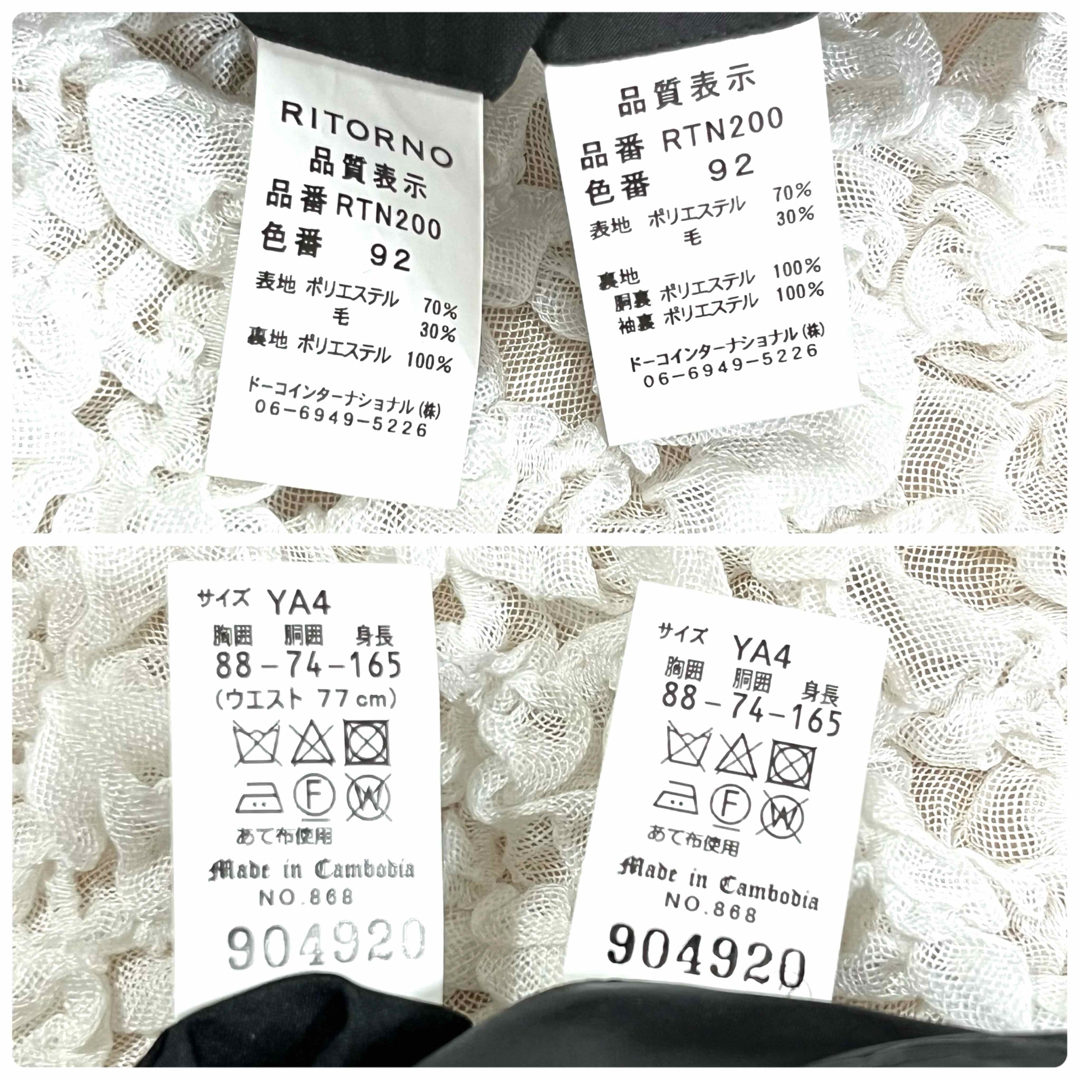 RITORNO
品質表示
品番 RTN200
色番 92
表地 ポリエステル 70%
毛 30%
裏地 ポリエステル 100%
ドーコインターナショナル(株)
06-6949-5226
品質表示
品番 RTN200
色番 92
表地 ポリエステル 70%
毛 30%
裏地
胴裏 ポリエステル 100%
袖裏 ポリエステル 100%
ドーコインターナショナル(株)
06-6949-5226
サイズ YA4
胸囲 胴囲 身長
88-74-165
(ウエスト 77cm)
F W
あて布使用
Made in Cambodia
NO.868
904920
サイズ YA4
胸囲 胴囲 身長
88-74-165
F W
あて布使用
Made in Cambodia
NO.868
904920